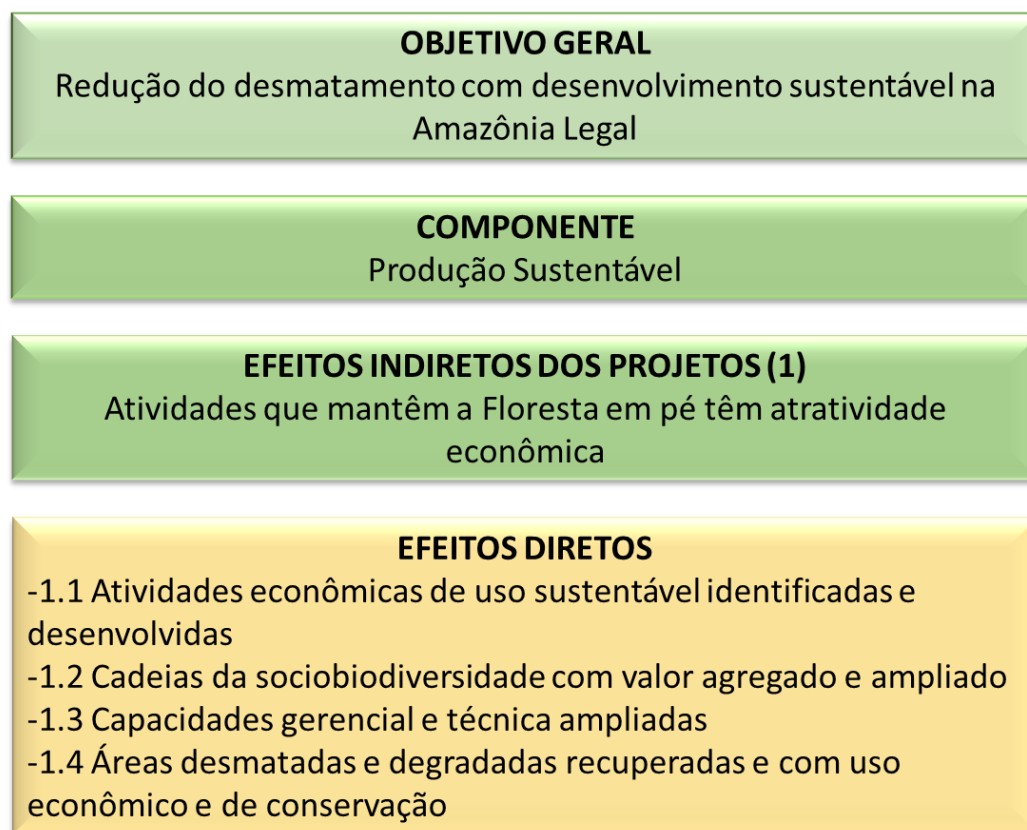 OBJETIVO GERAL
Redução do desmatamento com desenvolvimento sustentável na
Amazônia Legal
COMPONENTE
Produção Sustentável
EFEITOS INDIRETOS DOS PROJETOS (1)
Atividades que mantêm a Floresta em pé têm atratividade
econômica
EFEITOS DIRETOS
-1.1 Atividades econômicas de uso sustentável identificadas e
desenvolvidas
-1.2 Cadeias da sociobiodiversidade com valor agregado e ampliado
-1.3 Capacidades gerencial e técnica ampliadas
-1.4 Áreas desmatadas e degradadas recuperadas e com uso
econômico e de conservação